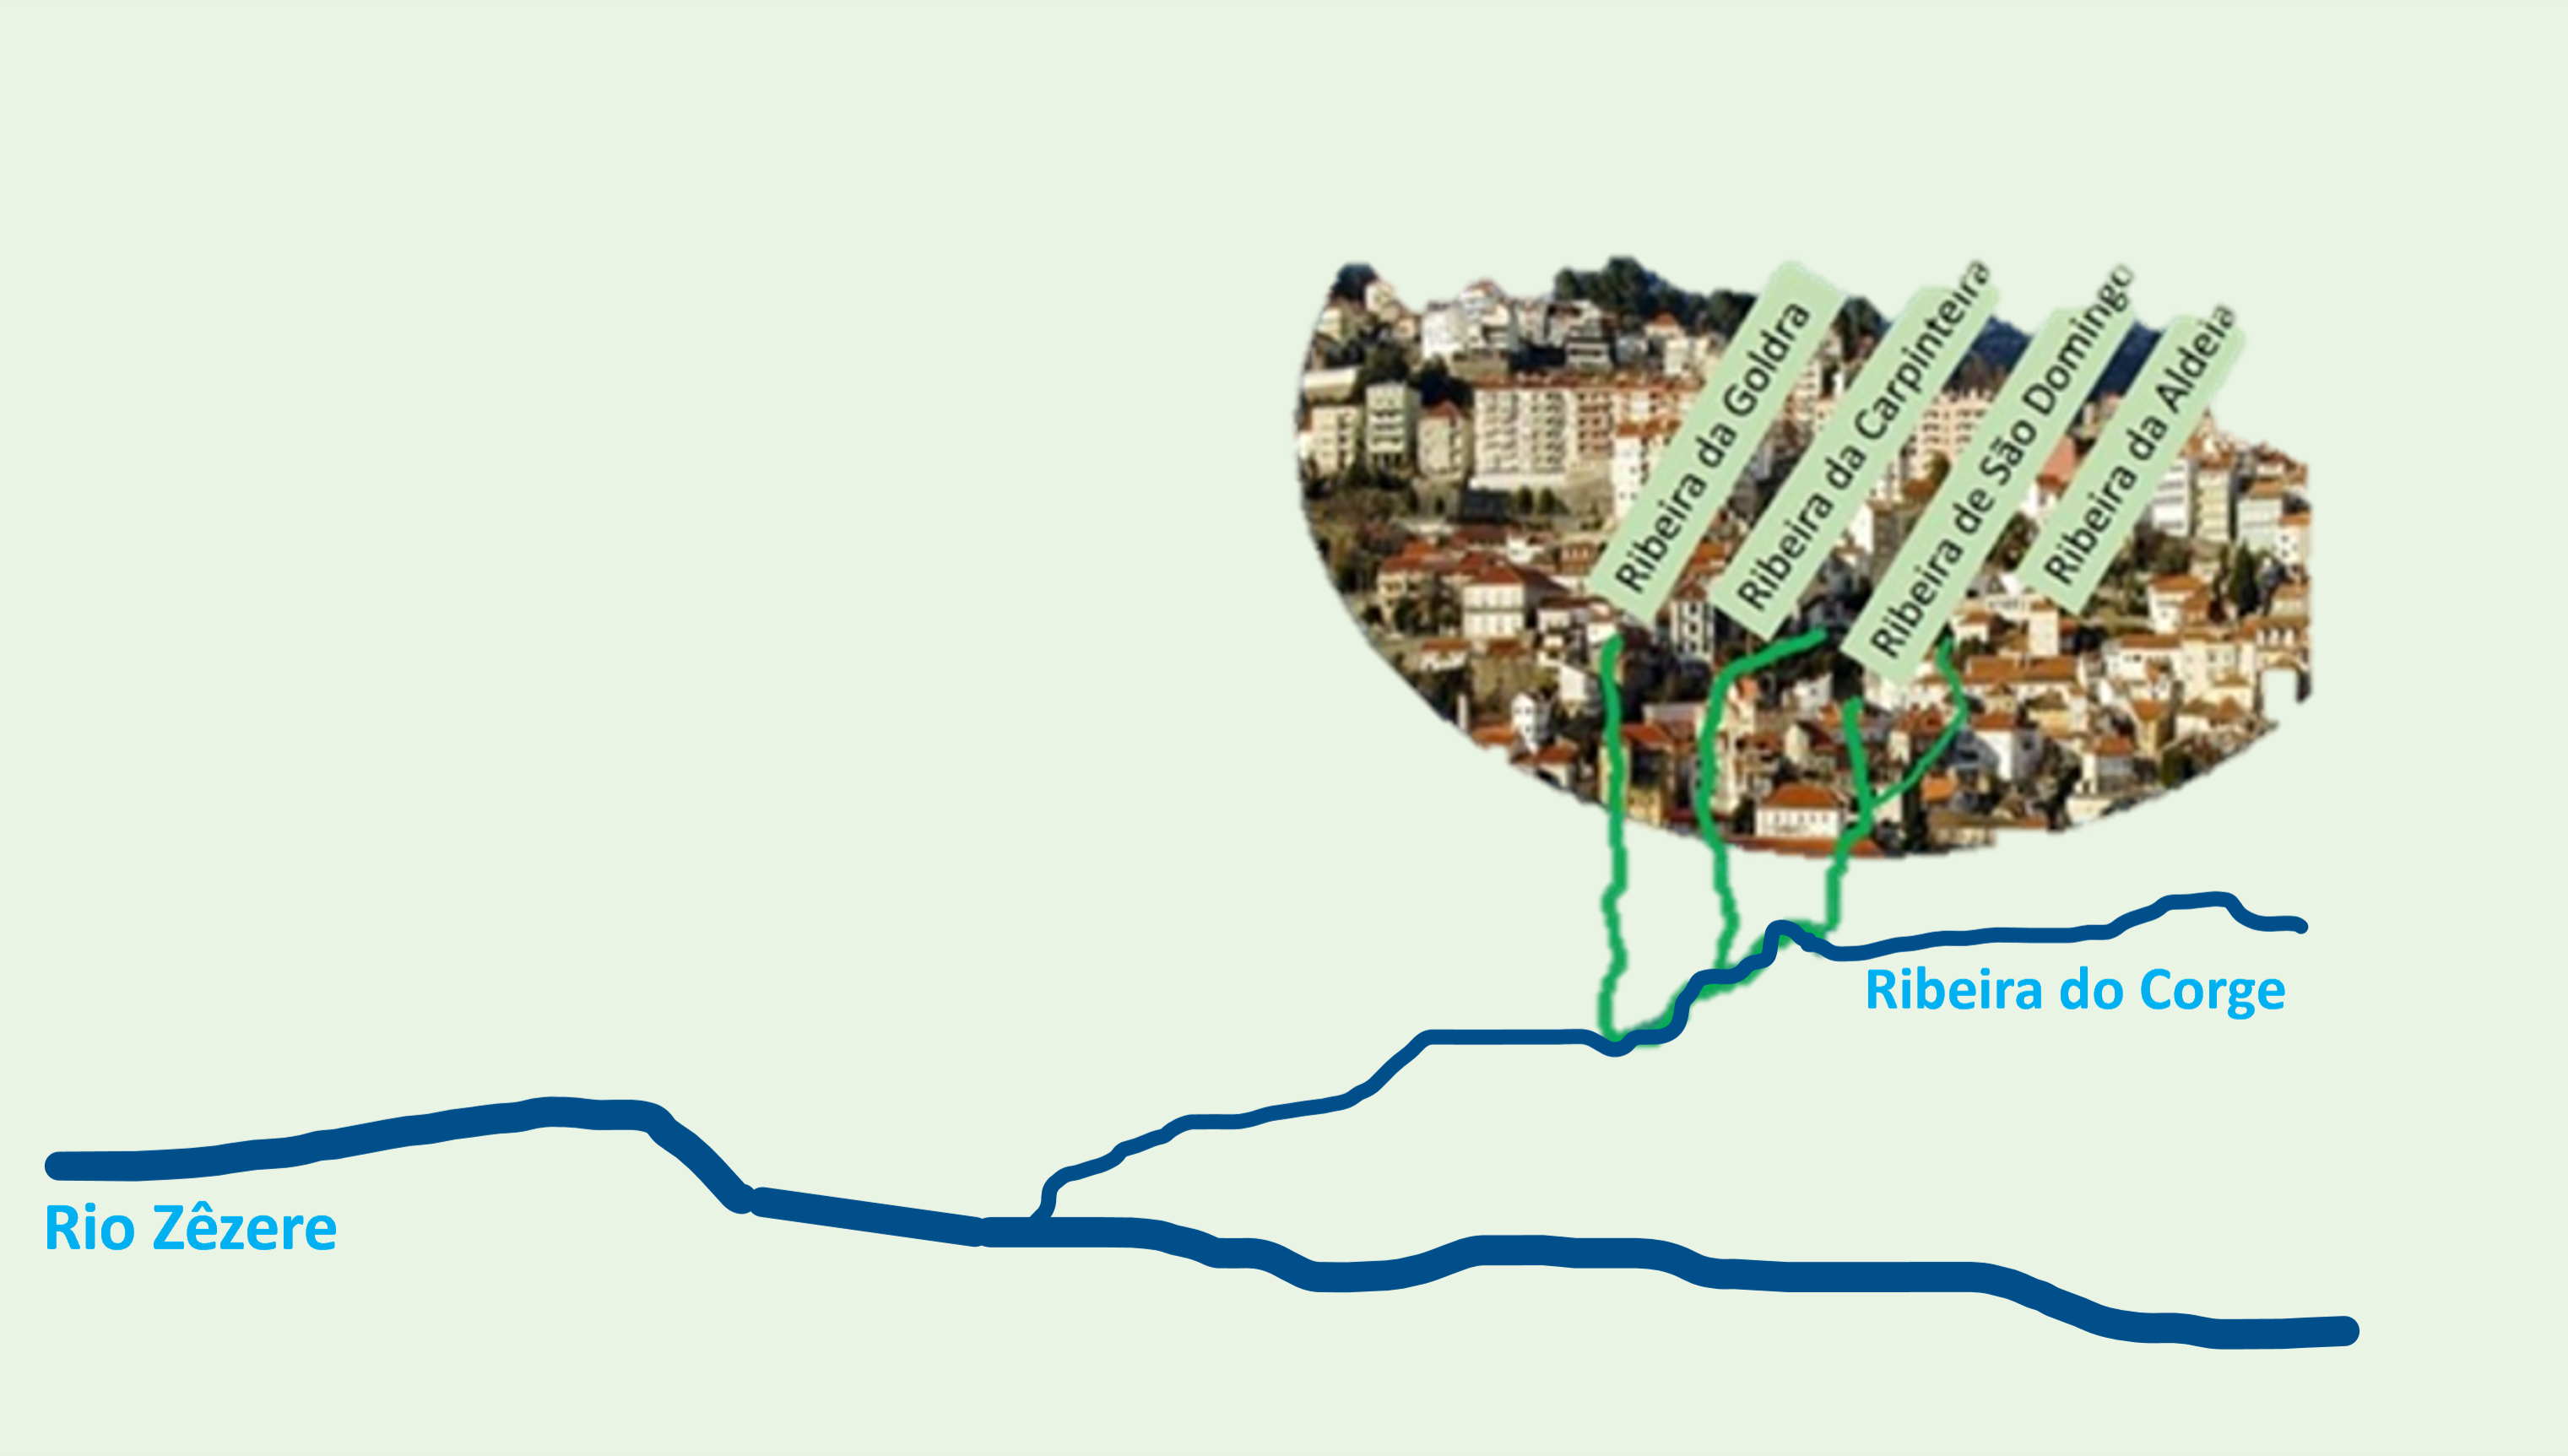 Ribeira da Goldra
Ribeira da Carpinteira
Ribeira de São Domingo
Ribeira da Aldeia
Ribeira do Corge
Rio Zêzere